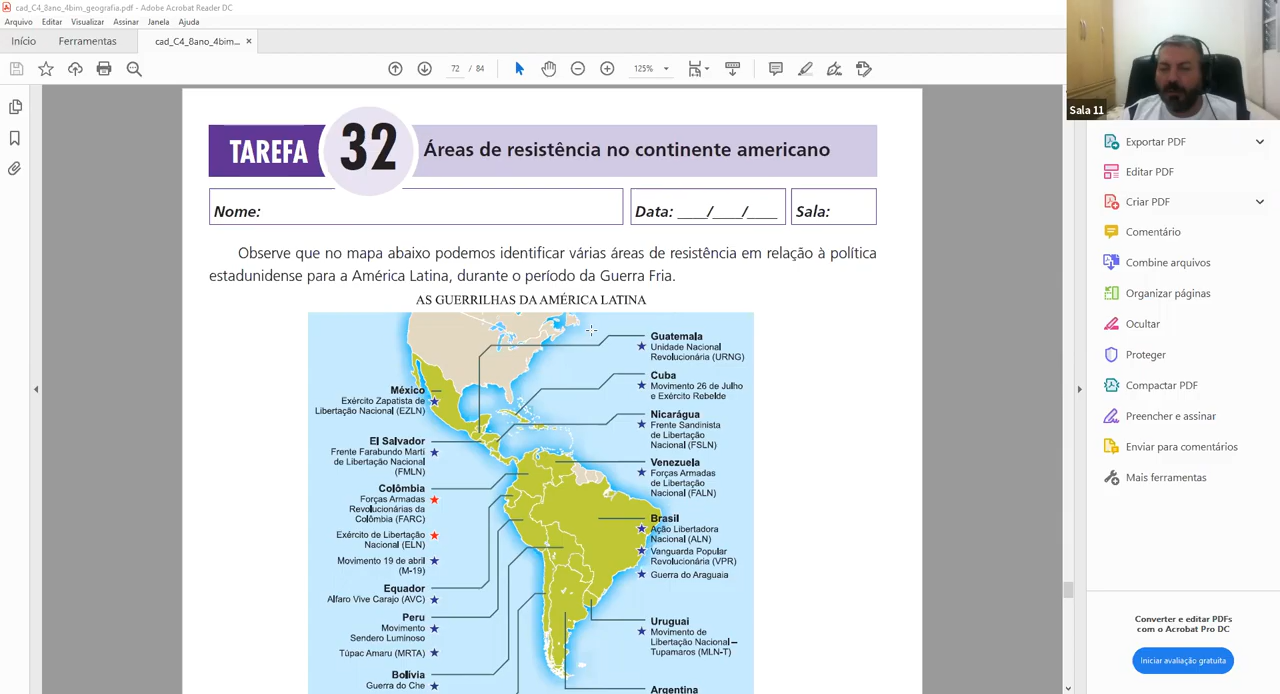 cad_C4_8ano_4bim_geografia.pdf - Adobe Acrobat Reader DC
Arquivo Editar Visualizar Assinar Janela Ajuda
Início Ferramentas cad_C4_8ano_4bim... ×
72 / 84 125%
Sala 11
TAREFA 32 Áreas de resistência no continente americano
Nome:
Data: ___/___/___
Sala:
Observe que no mapa abaixo podemos identificar várias áreas de resistência em relação à política
estadunidense para a América Latina, durante o período da Guerra Fria.
AS GUERRILHAS DA AMÉRICA LATINA
México
Exército Zapatista de
Libertação Nacional (EZLN)
El Salvador
Frente Farabundo Marti
de Libertação Nacional
(FMLN)
Colômbia
Forças Armadas
Revolucionárias da
Colômbia (FARC)
Exército de Libertação
Nacional (ELN)
Movimento 19 de abril
(M-19)
Equador
Alfaro Vive Carajo (AVC)
Peru
Movimento
Sendero Luminoso
Túpac Amaru (MRTA)
Bolívia
Guerra do Che
Guatemala
Unidade Nacional
Revolucionária (URNG)
Cuba
Movimento 26 de Julho
e Exército Rebelde
Nicarágua
Frente Sandinista
de Libertação
Nacional (FSLN)
Venezuela
Forças Armadas
de Libertação
Nacional (FALN)
Brasil
Ação Libertadora
Nacional (ALN)
Vanguarda Popular
Revolucionária (VPR)
Guerra do Araguaia
Uruguai
Movimento de
Libertação Nacional –
Tupamaros (MLN-T)
Argentina
Exportar PDF
Editar PDF
Criar PDF
Comentário
Combine arquivos
Organizar páginas
Ocultar
Proteger
Compactar PDF
Preencher e assinar
Enviar para comentários
Mais ferramentas
Converter e editar PDFs
com o Acrobat Pro DC
Iniciar avaliação gratuita